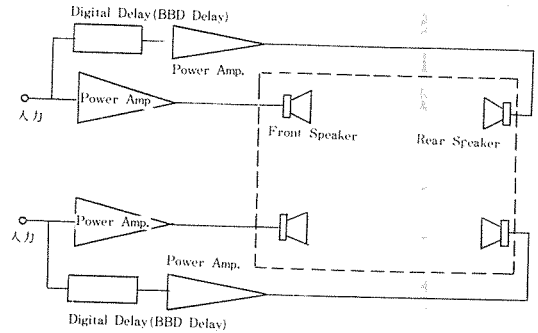 Digital Delay(BBD Delay)
Power Amp.
Power Amp
入力
Front Speaker
Rear Speaker
Power Amp.
入力
Power Amp.
Digital Delay(BBD Delay)